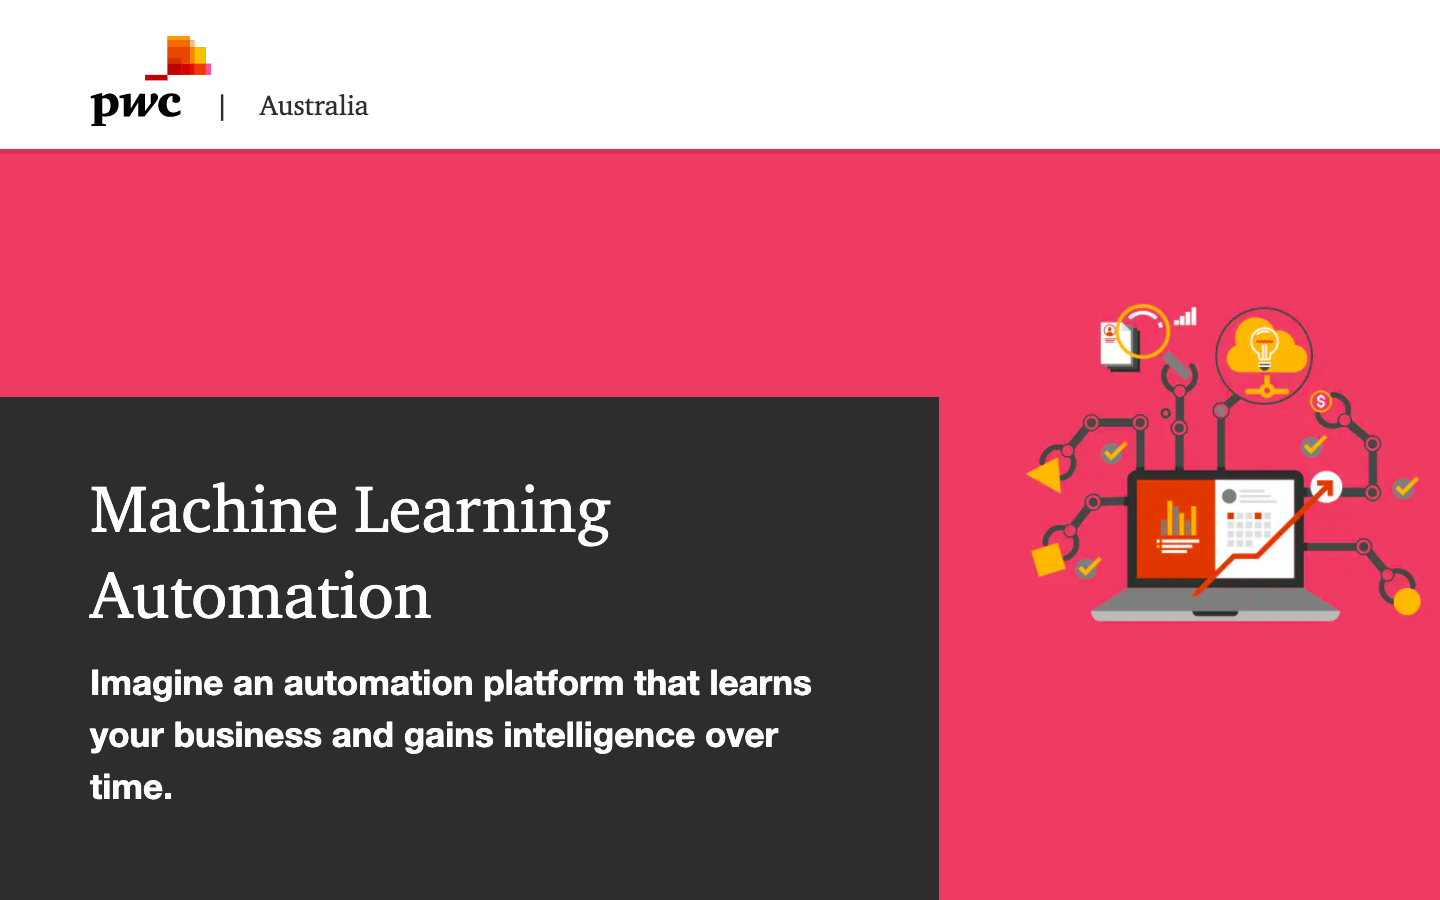 pwc | Australia
Machine Learning
Automation
Imagine an automation platform that learns
your business and gains intelligence over
time.
$